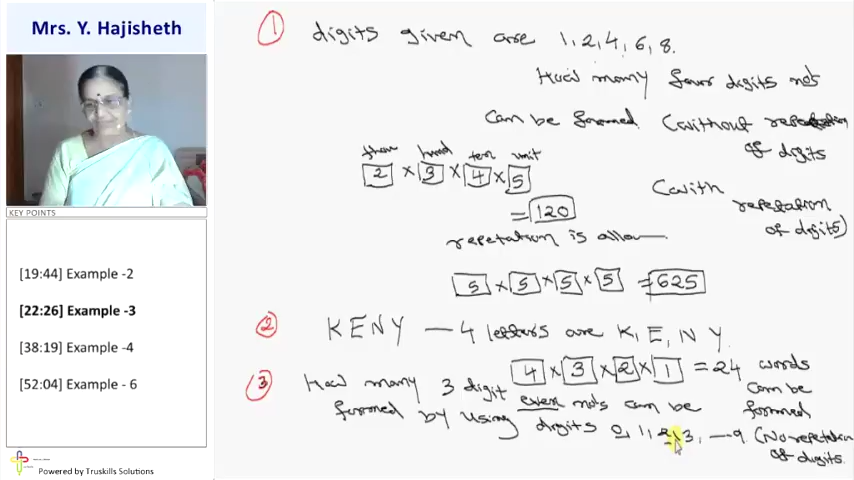 Mrs. Y. Hajisheth
KEY POINTS
[19:44] Example -2
[22:26] Example -3
[38:19] Example -4
[52:04] Example - 6
Powered by Truskills Solutions
① digits given are 1, 2, 4, 6, 8.
How many four digits nos
can be formed (without repetation
of digits
thou hund ten unit
2 × 3 × 4 × 5
= 120
(with
repetation
of digits)
repetation is allow
5 × 5 × 5 × 5 = 625
② KENY — 4 letters are K, E, N Y.
4 × 3 × 2 × 1 = 24 words
can be
formed
③ How many 3 digit even nos can be
formed by using digits 0, 1, 2, 3, — 9. (No repetation
of digits.